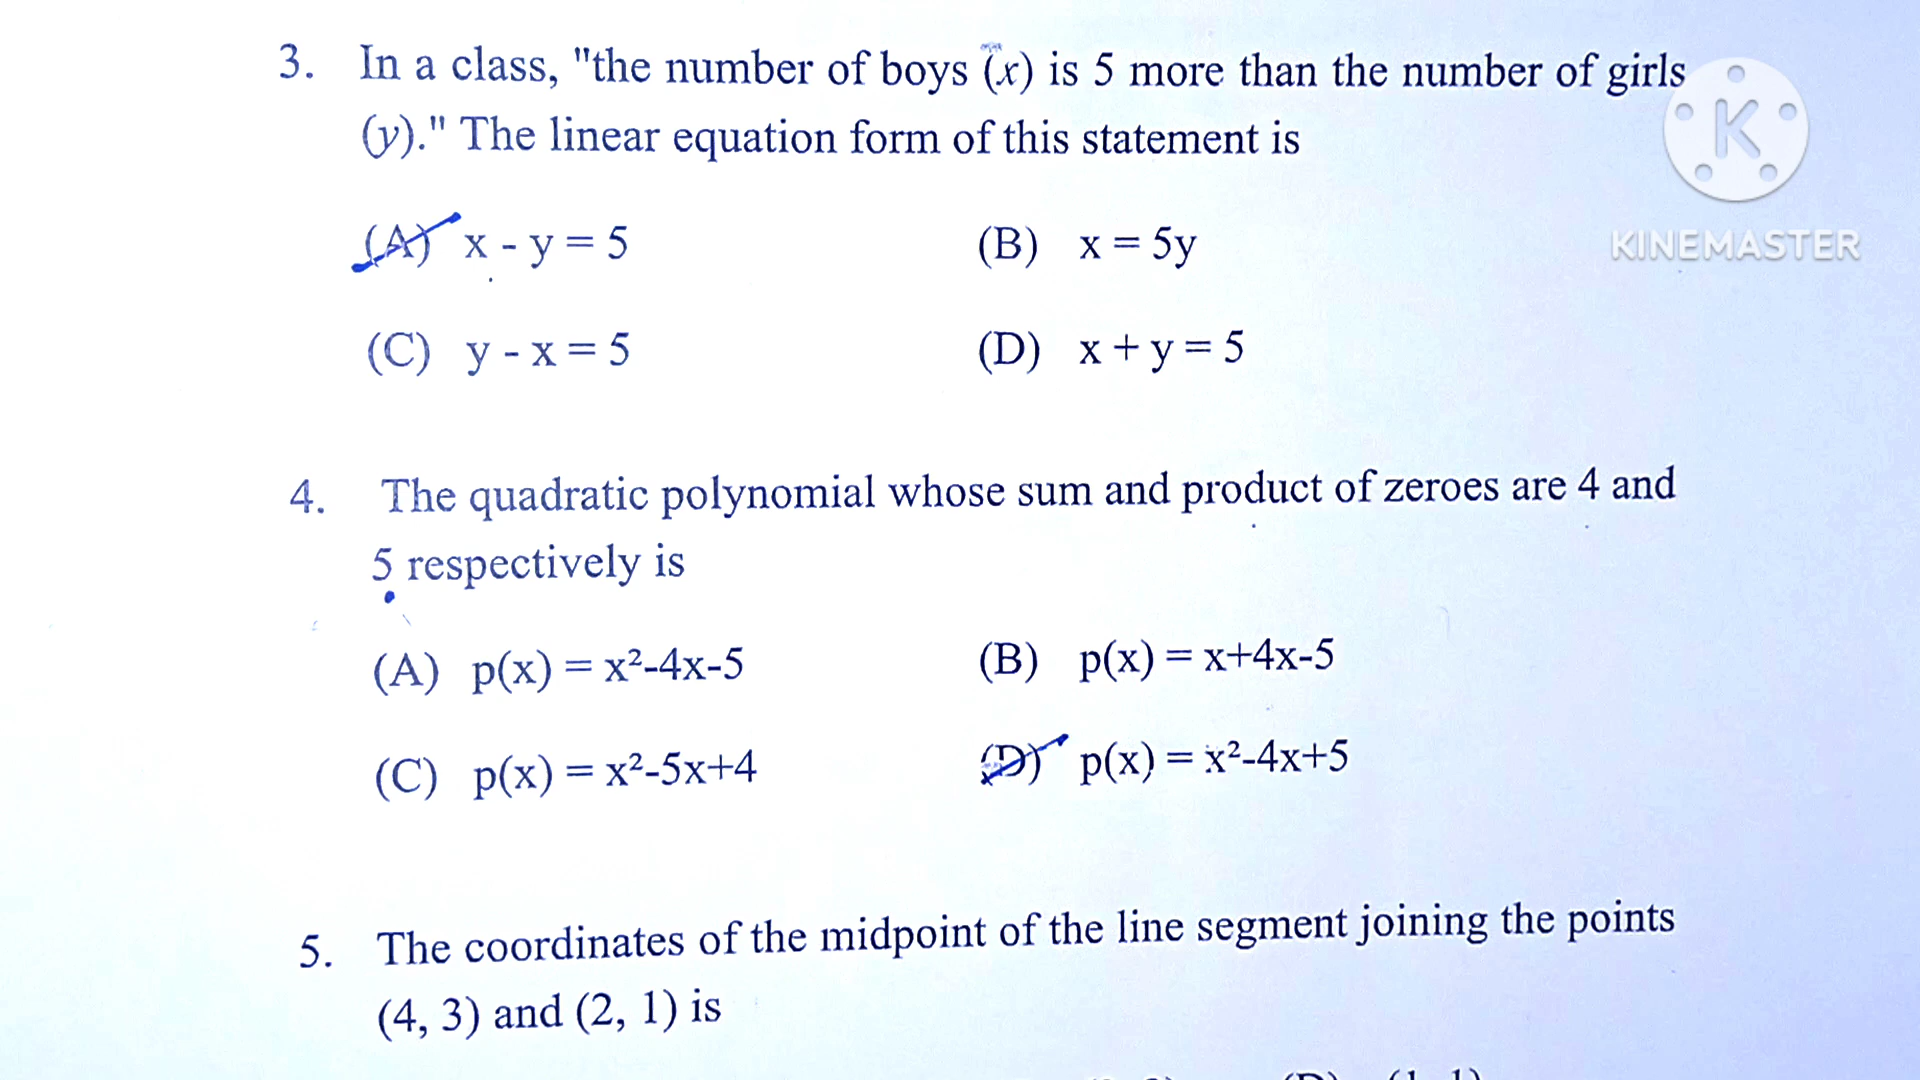 3. In a class, "the number of boys (x) is 5 more than the number of girls
(y)." The linear equation form of this statement is
(A) x - y = 5 (B) x = 5y
(C) y - x = 5 (D) x + y = 5
K
KINEMASTER
4. The quadratic polynomial whose sum and product of zeroes are 4 and
5 respectively is
(A) p(x) = x²-4x-5 (B) p(x) = x+4x-5
(C) p(x) = x²-5x+4 (D) p(x) = x²-4x+5
5. The coordinates of the midpoint of the line segment joining the points
(4, 3) and (2, 1) is